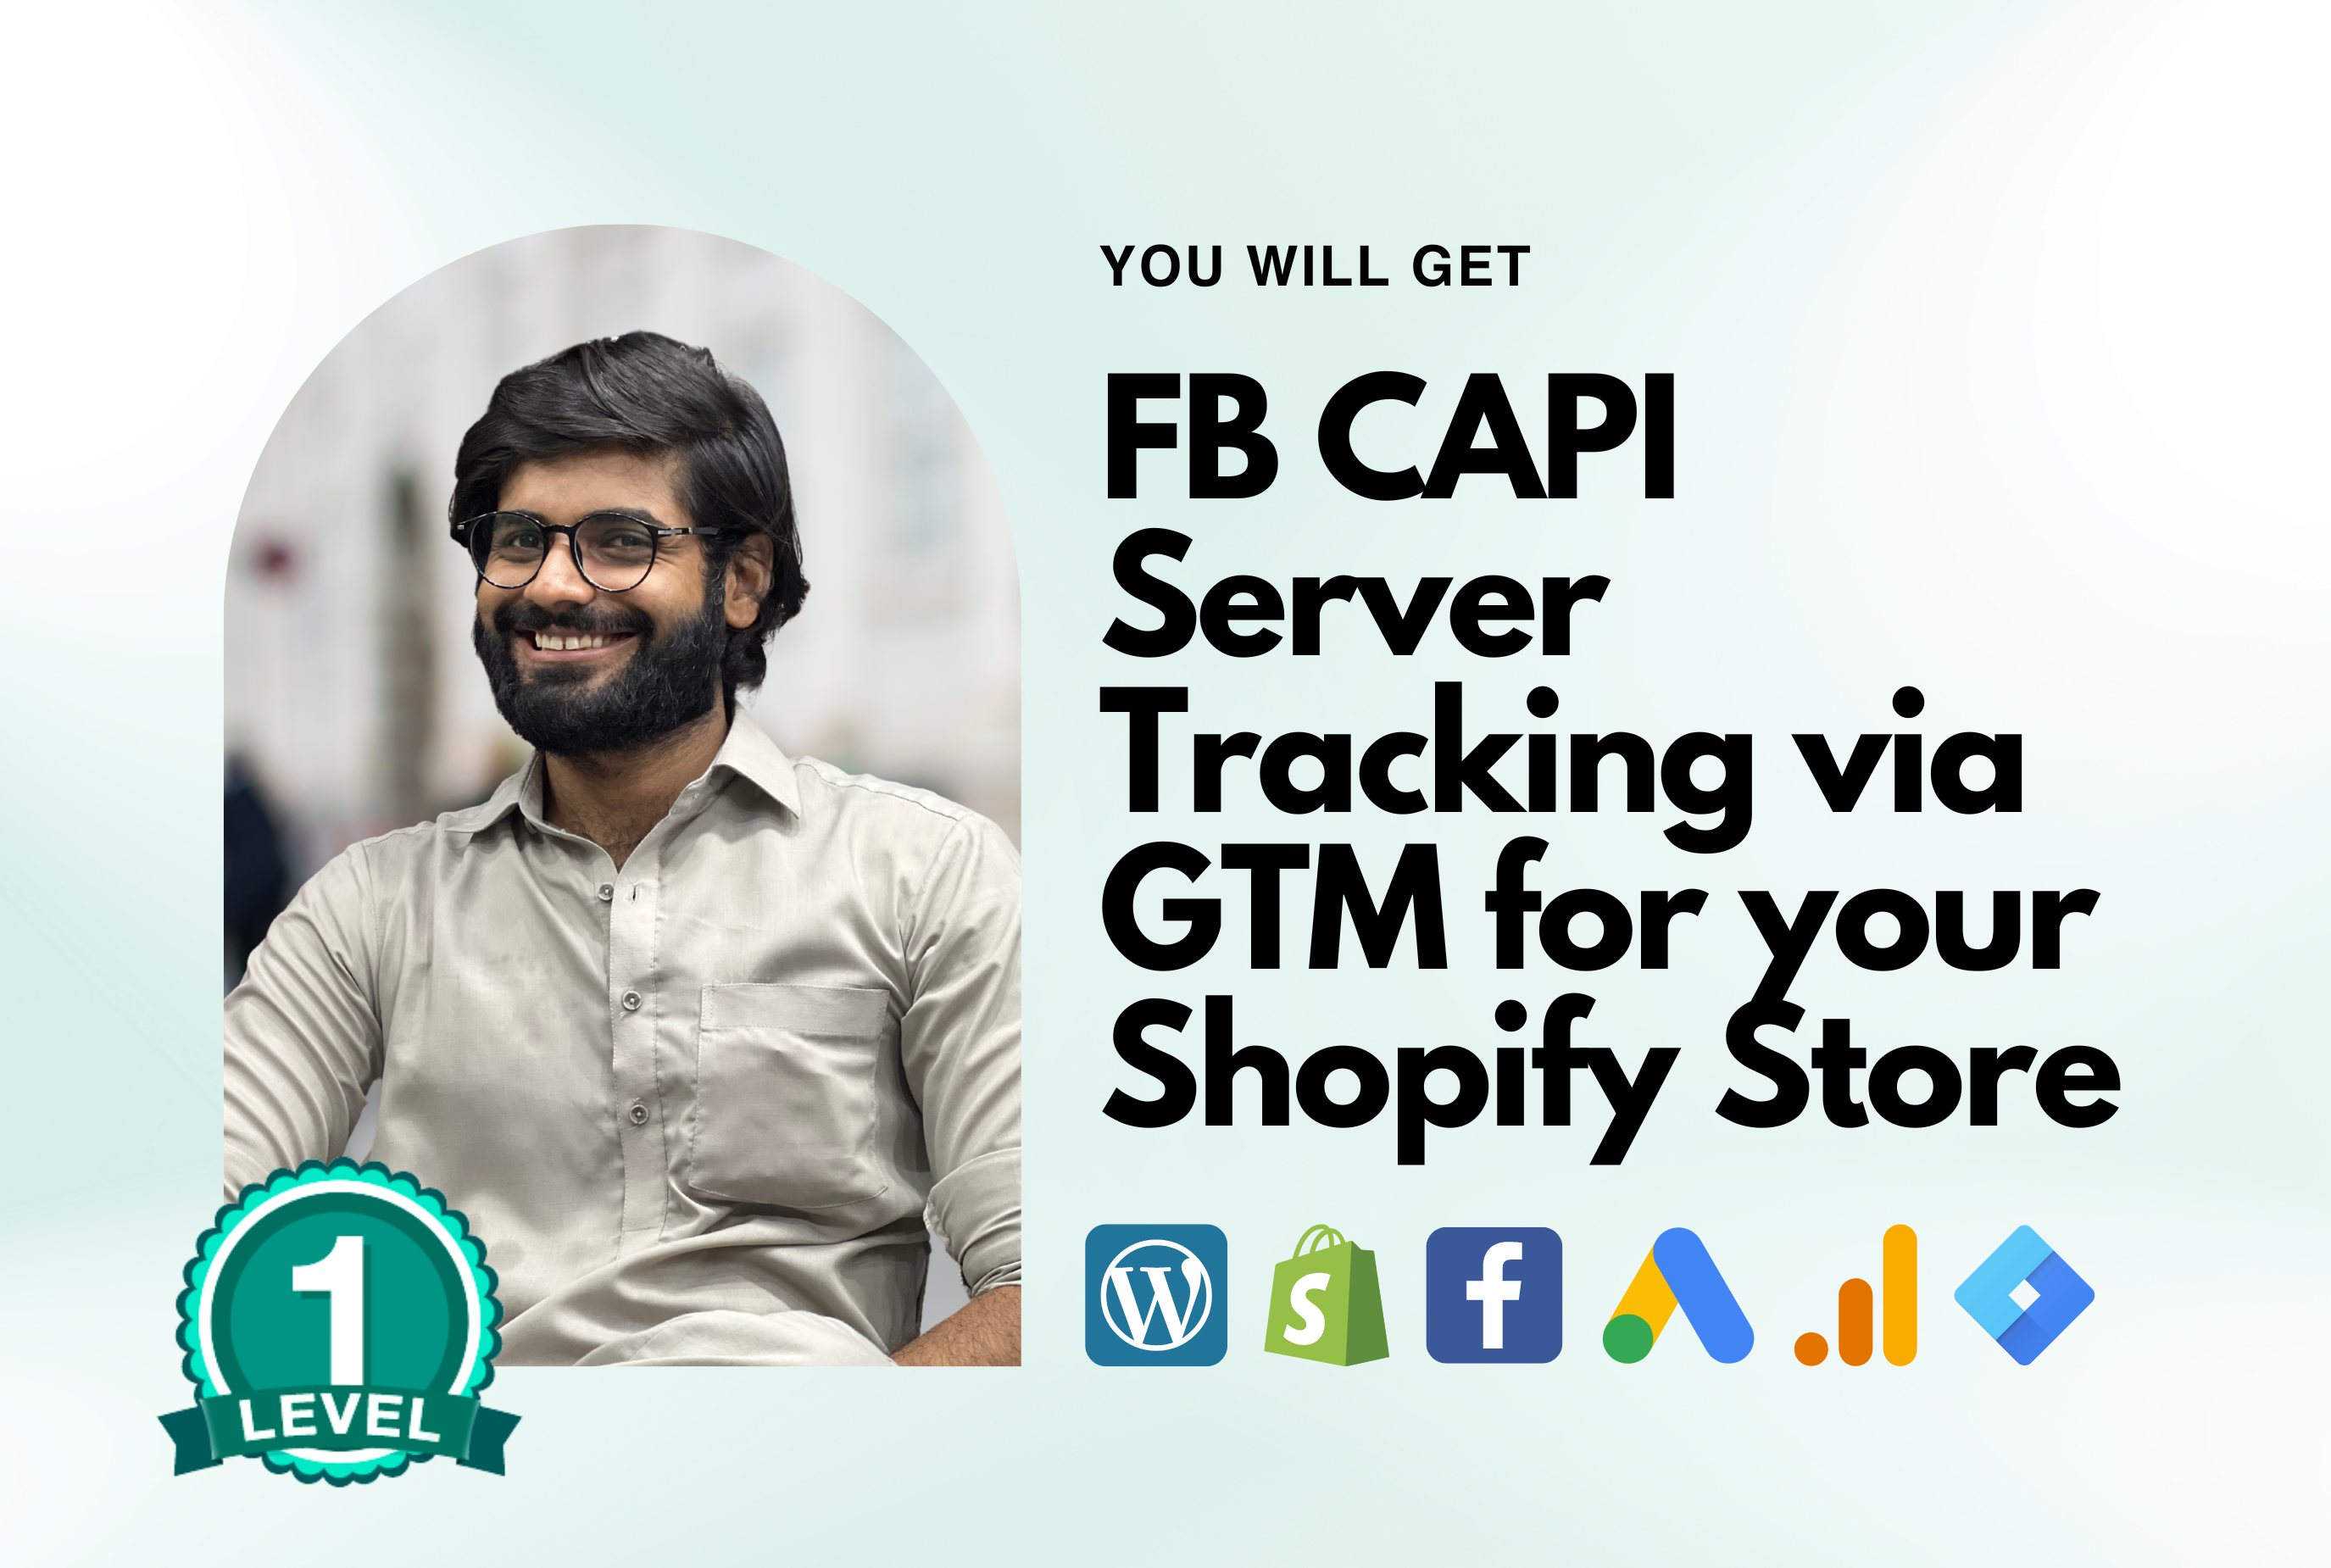 YOU WILL GET
FB CAPI
Server
Tracking via
GTM for your
Shopify Store
1
LEVEL